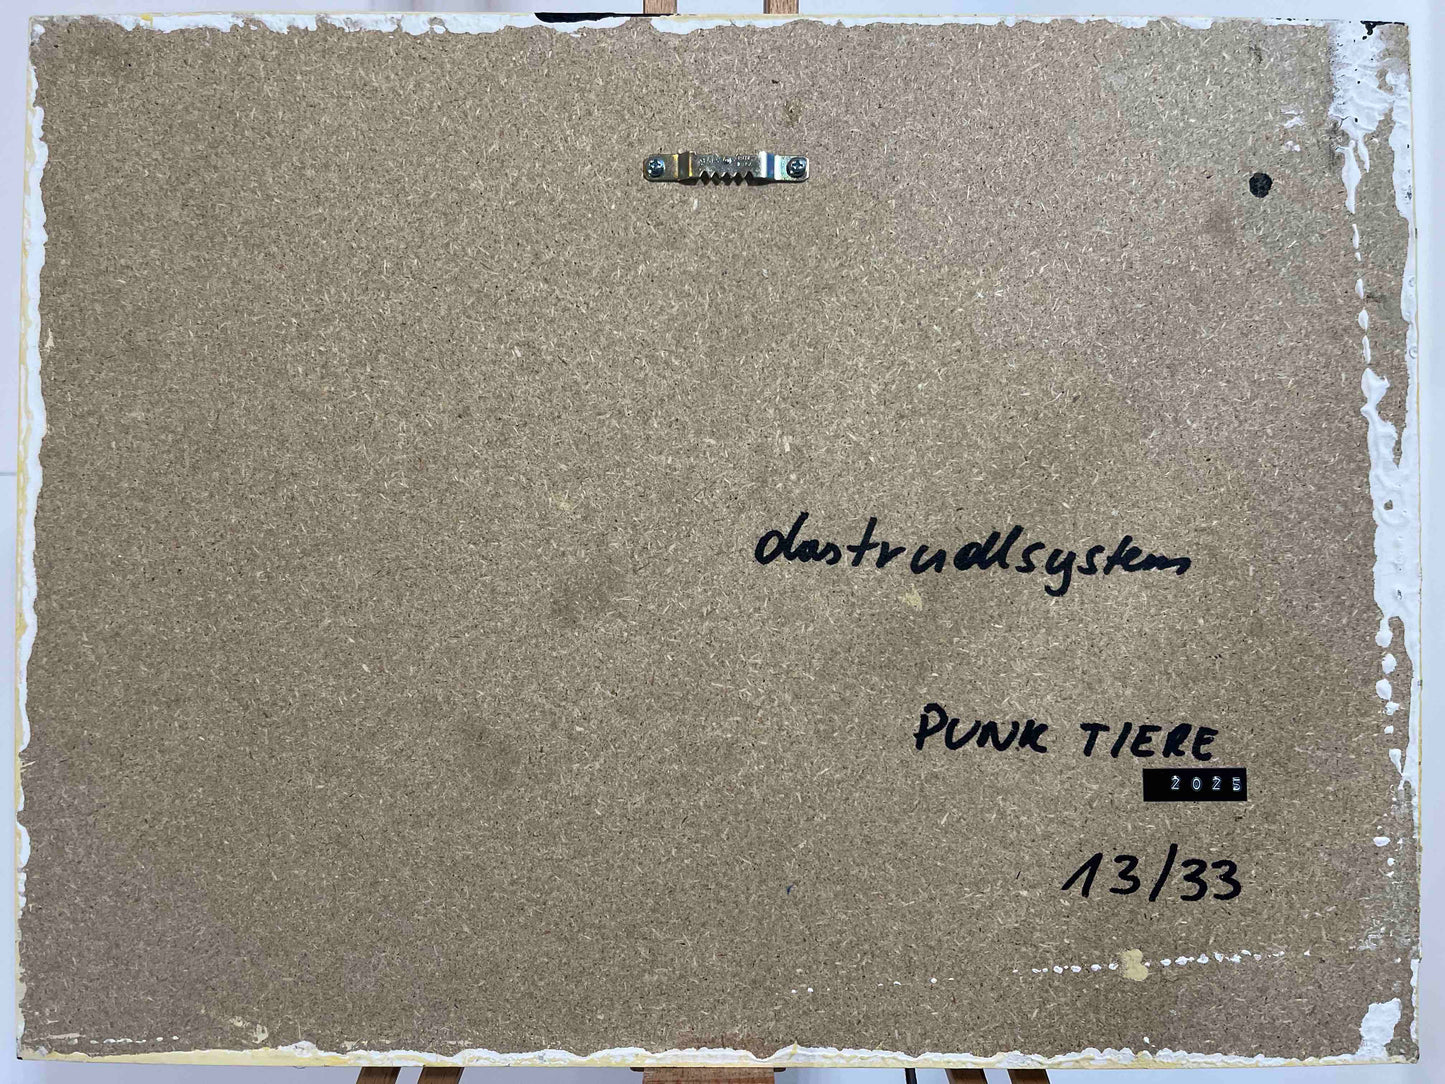 dastrudlsystem
PUNK TIERE
2025
13/33